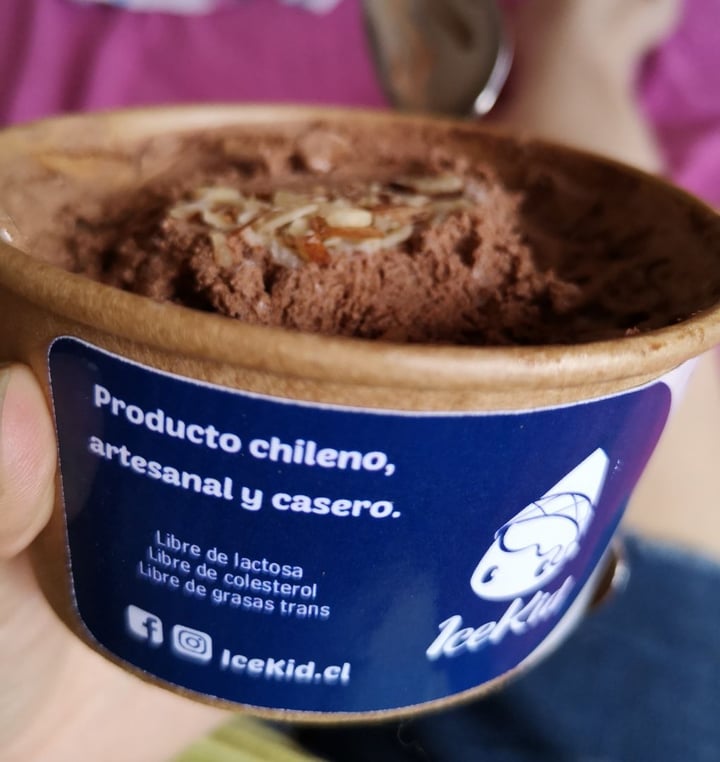 Producto chileno,
artesanal y casero.
Libre de lactosa
Libre de colesterol
Libre de grasas trans
IceKid.cl
IceKid